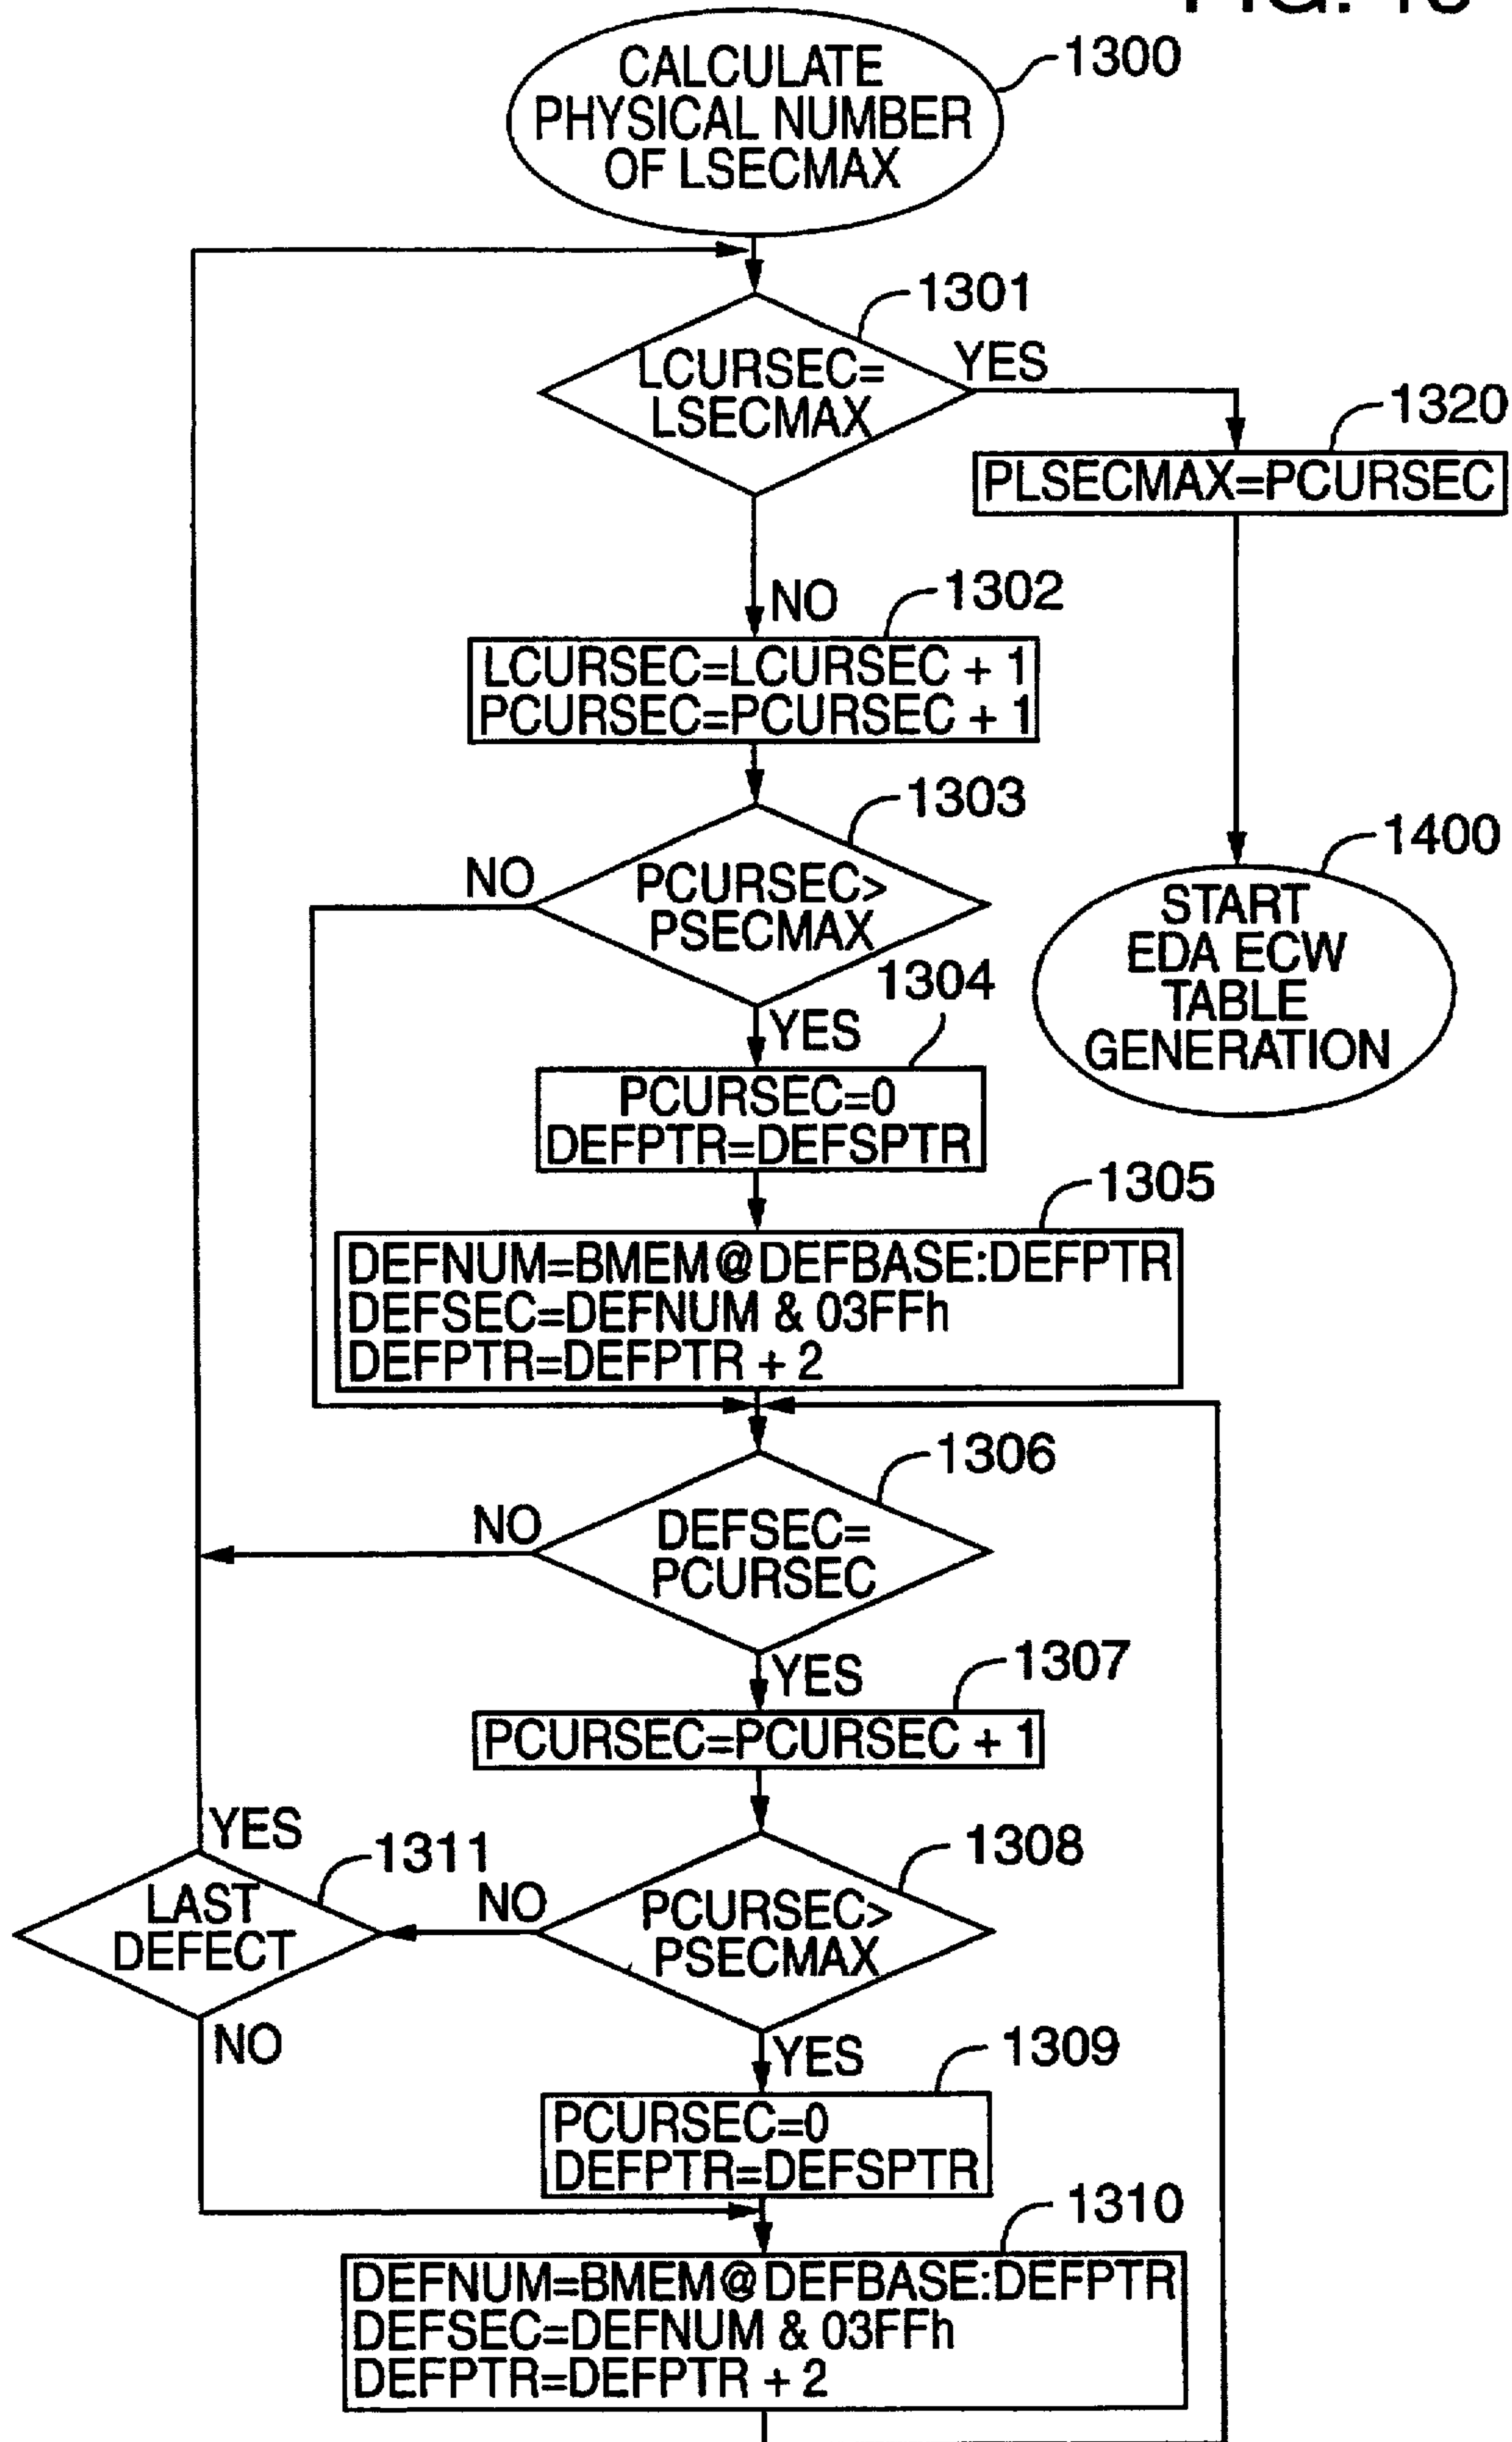 CALCULATE
PHYSICAL NUMBER
OF LSECMAX
1300
1301
LCURSEC=
LSECMAX
YES
1320
PLSECMAX=PCURSEC
NO
1302
LCURSEC=LCURSEC + 1
PCURSEC=PCURSEC + 1
1303
NO
PCURSEC>
PSECMAX
1400
START
EDA ECW
TABLE
GENERATION
1304
YES
PCURSEC=0
DEFPTR=DEFSPTR
1305
DEFNUM=BMEM@DEFBASE:DEFPTR
DEFSEC=DEFNUM & 03FFh
DEFPTR=DEFPTR + 2
1306
NO
DEFSEC=
PCURSEC
YES
1307
PCURSEC=PCURSEC + 1
YES
1311
LAST
DEFECT
NO
1308
PCURSEC>
PSECMAX
NO
YES
1309
PCURSEC=0
DEFPTR=DEFSPTR
1310
DEFNUM=BMEM@DEFBASE:DEFPTR
DEFSEC=DEFNUM & 03FFh
DEFPTR=DEFPTR + 2